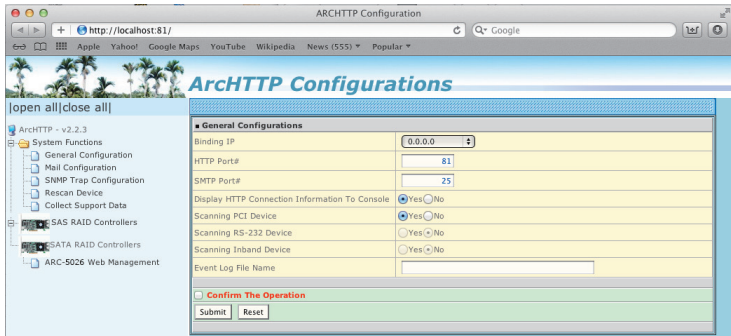 ARCHTTP Configuration
http://localhost:81/
Google
Apple Yahoo! Google Maps YouTube Wikipedia News (555) Popular
ArcHTTP Configurations
|open all|close all|
ArcHTTP - v2.2.3
System Functions
General Configuration
Mail Configuration
SNMP Trap Configuration
Rescan Device
Collect Support Data
SAS RAID Controllers
SATA RAID Controllers
ARC-5026 Web Management
General Configurations
Binding IP 0.0.0.0
HTTP Port# 81
SMTP Port# 25
Display HTTP Connection Information To Console Yes No
Scanning PCI Device Yes No
Scanning RS-232 Device Yes No
Scanning Inband Device Yes No
Event Log File Name
Confirm The Operation
Submit Reset